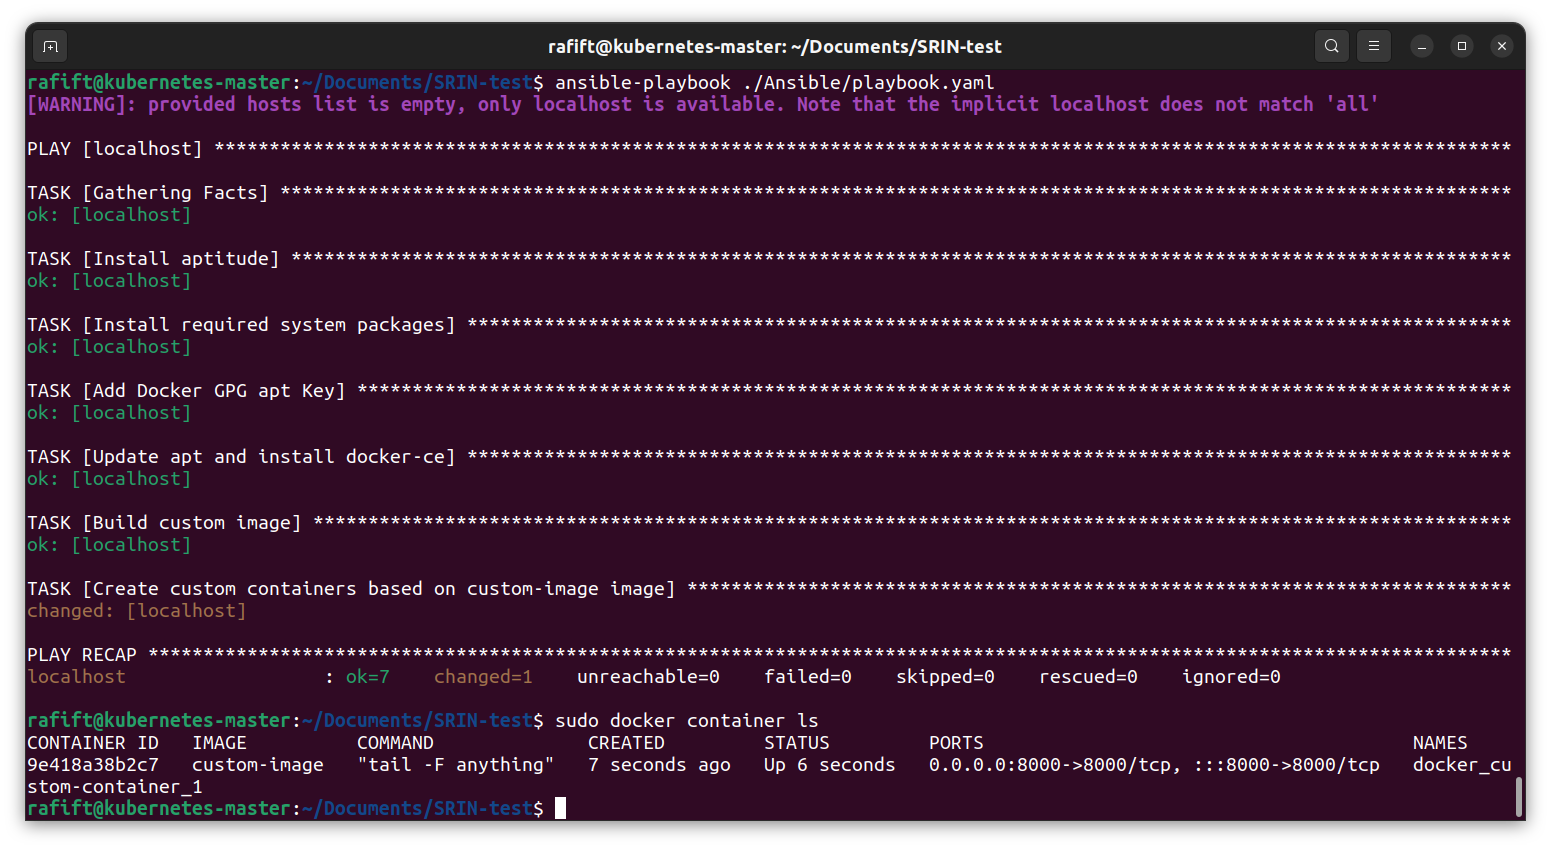 rafift@kubernetes-master: ~/Documents/SRIN-test
rafift@kubernetes-master:~/Documents/SRIN-test$ ansible-playbook ./Ansible/playbook.yaml
[WARNING]: provided hosts list is empty, only localhost is available. Note that the implicit localhost does not match 'all'
PLAY [localhost] **********************************************************************************************************************
TASK [Gathering Facts] ****************************************************************************************************************
ok: [localhost]
TASK [Install aptitude] ***************************************************************************************************************
ok: [localhost]
TASK [Install required system packages] ***********************************************************************************************
ok: [localhost]
TASK [Add Docker GPG apt Key] *********************************************************************************************************
ok: [localhost]
TASK [Update apt and install docker-ce] ***********************************************************************************************
ok: [localhost]
TASK [Build custom image] *************************************************************************************************************
ok: [localhost]
TASK [Create custom containers based on custom-image image] ***************************************************************************
changed: [localhost]
PLAY RECAP ****************************************************************************************************************************
localhost                  : ok=7    changed=1    unreachable=0    failed=0    skipped=0    rescued=0    ignored=0
rafift@kubernetes-master:~/Documents/SRIN-test$ sudo docker container ls
CONTAINER ID   IMAGE          COMMAND              CREATED         STATUS         PORTS                                       NAMES
9e418a38b2c7   custom-image   "tail -F anything"   7 seconds ago   Up 6 seconds   0.0.0.0:8000->8000/tcp, :::8000->8000/tcp   docker_cu
stom-container_1
rafift@kubernetes-master:~/Documents/SRIN-test$